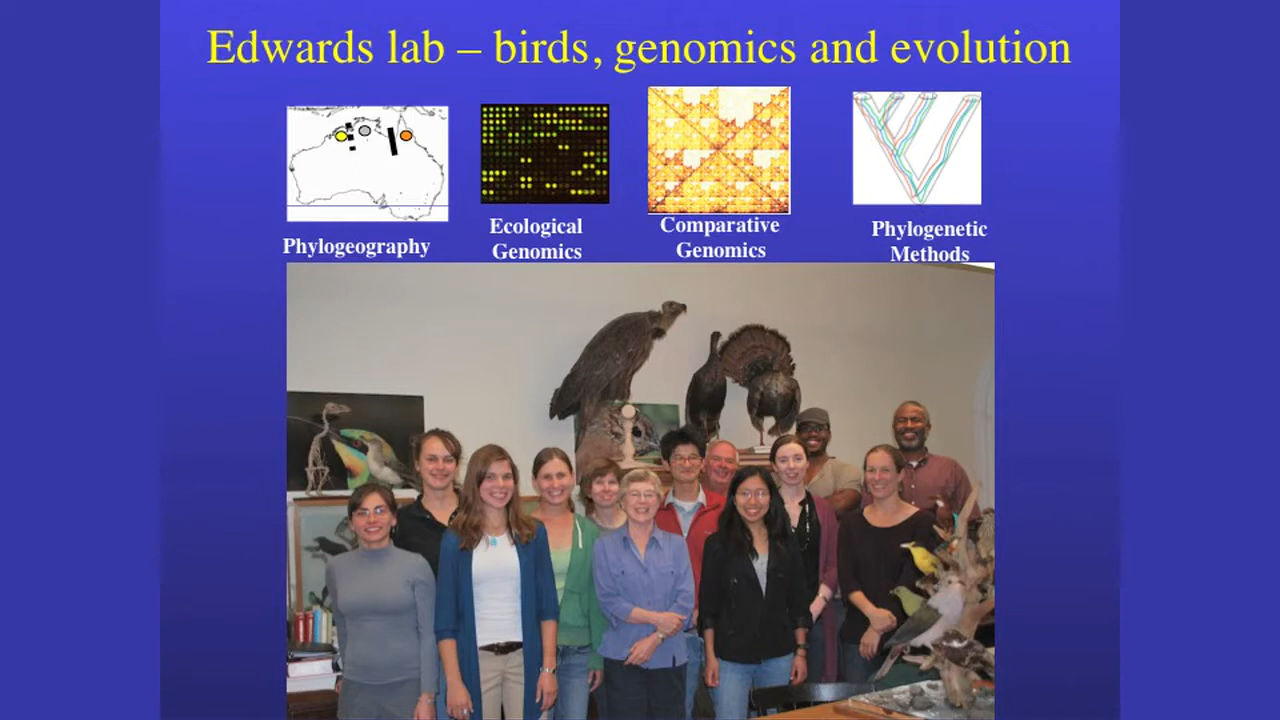 Edwards lab – birds, genomics and evolution
Phylogeography
Ecological
Genomics
Comparative
Genomics
Phylogenetic
Methods